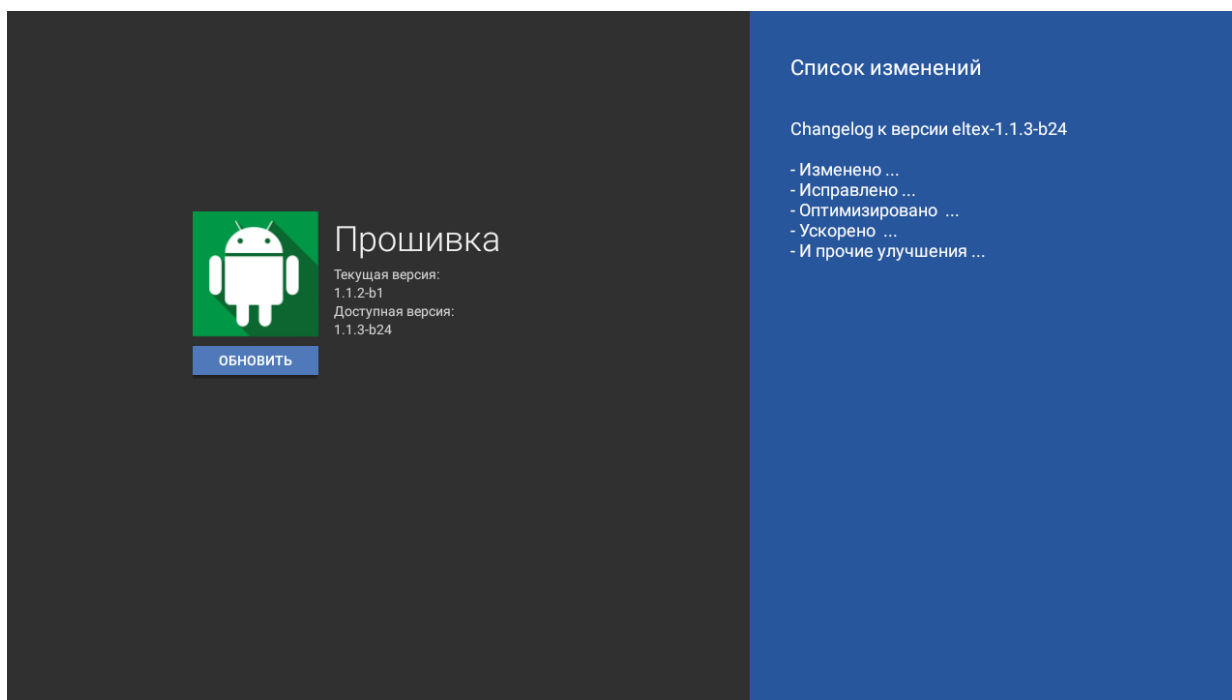 Прошивка
Текущая версия:
1.1.2-b1
Доступная версия:
1.1.3-b24
ОБНОВИТЬ
Список изменений
Changelog к версии eltex-1.1.3-b24
- Изменено ...
- Исправлено ...
- Оптимизировано  ...
- Ускорено  ...
- И прочие улучшения ...